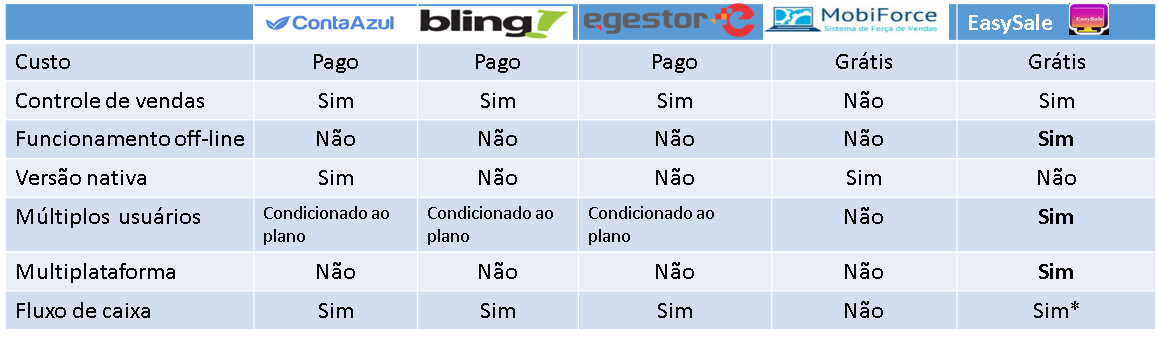 ContaAzul bling egestor e MobiForce Sistema de Força de Vendas EasySale EasySale
Custo Pago Pago Pago Grátis Grátis
Controle de vendas Sim Sim Sim Não Sim
Funcionamento off-line Não Não Não Não Sim
Versão nativa Sim Não Não Sim Não
Múltiplos usuários Condicionado ao plano Condicionado ao plano Condicionado ao plano Não Sim
Multiplataforma Não Não Não Não Sim
Fluxo de caixa Sim Sim Sim Não Sim*